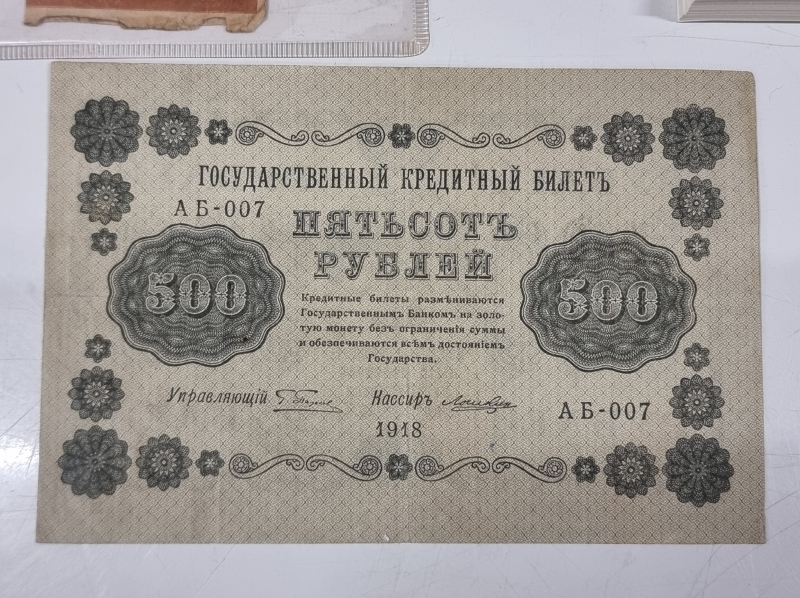 ГОСУДАРСТВЕННЫЙ КРЕДИТНЫЙ БИЛЕТЪ
АБ-007
ПЯТЬСОТЪ
РУБЛЕЙ
500
500
Кредитные билеты размѣниваются
Государственнымъ Банкомъ на золо-
тую монету безъ ограниченія суммы
и обезпечиваются всѣмъ достояніемъ
Государства.
Управляющій
Кассиръ
АБ-007
1918